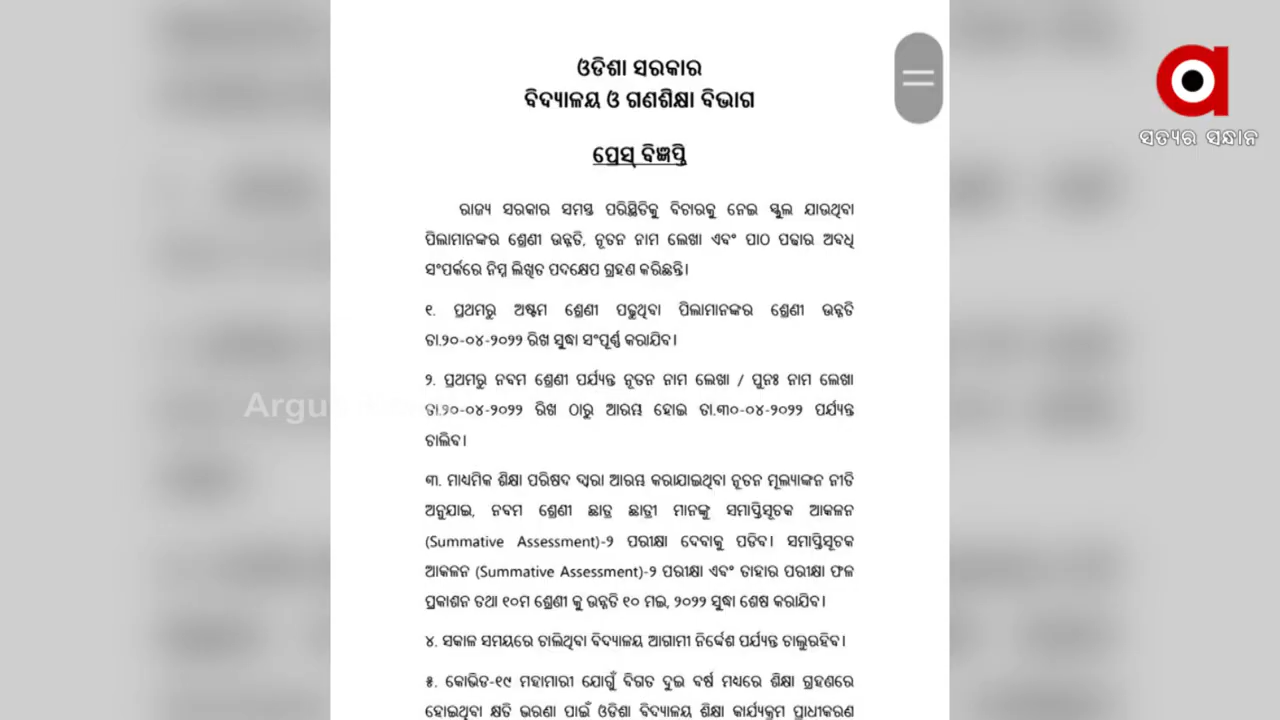 ଓଡିଶା ସରକାର
ବିଦ୍ୟାଳୟ ଓ ଗଣଶିକ୍ଷା ବିଭାଗ
ପ୍ରେସ୍ ବିଜ୍ଞପ୍ତି
ସତ୍ୟର ସନ୍ଧାନ
ରାଜ୍ୟ ସରକାର ସମସ୍ତ ପରିସ୍ଥିତିକୁ ବିଚାରକୁ ନେଇ ସ୍କୁଲ ଯାଉଥିବା
ପିଲାମାନଙ୍କର ଶ୍ରେଣୀ ଉନ୍ନତି, ନୂତନ ନାମ ଲେଖା ଏବଂ ପାଠ ପଢାର ଅବଧି
ସଂପର୍କରେ ନିମ୍ନ ଲିଖିତ ପଦକ୍ଷେପ ଗ୍ରହଣ କରିଛନ୍ତି।
୧. ପ୍ରଥମରୁ ଅଷ୍ଟମ ଶ୍ରେଣୀ ପଢୁଥିବା ପିଲାମାନଙ୍କର ଶ୍ରେଣୀ ଉନ୍ନତି
ତା.୨୦-୦୪-୨୦୨୨ ରିଖ ସୁଦ୍ଧା ସଂପୂର୍ଣ୍ଣ କରାଯିବ।
୨. ପ୍ରଥମରୁ ନବମ ଶ୍ରେଣୀ ପର୍ଯ୍ୟନ୍ତ ନୂତନ ନାମ ଲେଖା / ପୁନଃ ନାମ ଲେଖା
ତା.୨୦-୦୪-୨୦୨୨ ରିଖ ଠାରୁ ଆରମ୍ଭ ହୋଇ ତା.୩୦-୦୪-୨୦୨୨ ପର୍ଯ୍ୟନ୍ତ
ଚାଲିବ।
୩. ମାଧ୍ୟମିକ ଶିକ୍ଷା ପରିଷଦ ଦ୍ୱାରା ଆରମ୍ଭ କରାଯାଇଥିବା ନୂତନ ମୂଲ୍ୟାଙ୍କନ ନୀତି
ଅନୁଯାଇ, ନବମ ଶ୍ରେଣୀ ଛାତ୍ର ଛାତ୍ରୀ ମାନଙ୍କୁ ସମାପ୍ତିସୂଚକ ଆକଳନ
(Summative Assessment)-୨ ପରୀକ୍ଷା ଦେବାକୁ ପଡିବ। ସମାପ୍ତିସୂଚକ
ଆକଳନ (Summative Assessment)-୨ ପରୀକ୍ଷା ଏବଂ ତାହାର ପରୀକ୍ଷା ଫଳ
ପ୍ରକାଶନ ତଥା ୧୦ମ ଶ୍ରେଣୀ କୁ ଉନ୍ନତି ୧୦ ମଇ, ୨୦୨୨ ସୁଦ୍ଧା ଶେଷ କରାଯିବ।
୪. ସକାଳ ସମୟରେ ଚାଲିଥିବା ବିଦ୍ୟାଳୟ ଆଗାମୀ ନିର୍ଦ୍ଦେଶ ପର୍ଯ୍ୟନ୍ତ ଚାଲୁରହିବ।
୫. କୋଭିଡ-୧୯ ମହାମାରୀ ଯୋଗୁଁ ବିଗତ ଦୁଇ ବର୍ଷ ମଧ୍ୟରେ ଶିକ୍ଷା ଗ୍ରହଣରେ
ହୋଇଥିବା କ୍ଷତି ଭରଣା ପାଇଁ ଓଡିଶା ବିଦ୍ୟାଳୟ ଶିକ୍ଷା କାର୍ଯ୍ୟକ୍ରମ ପ୍ରାଧୀକରଣ